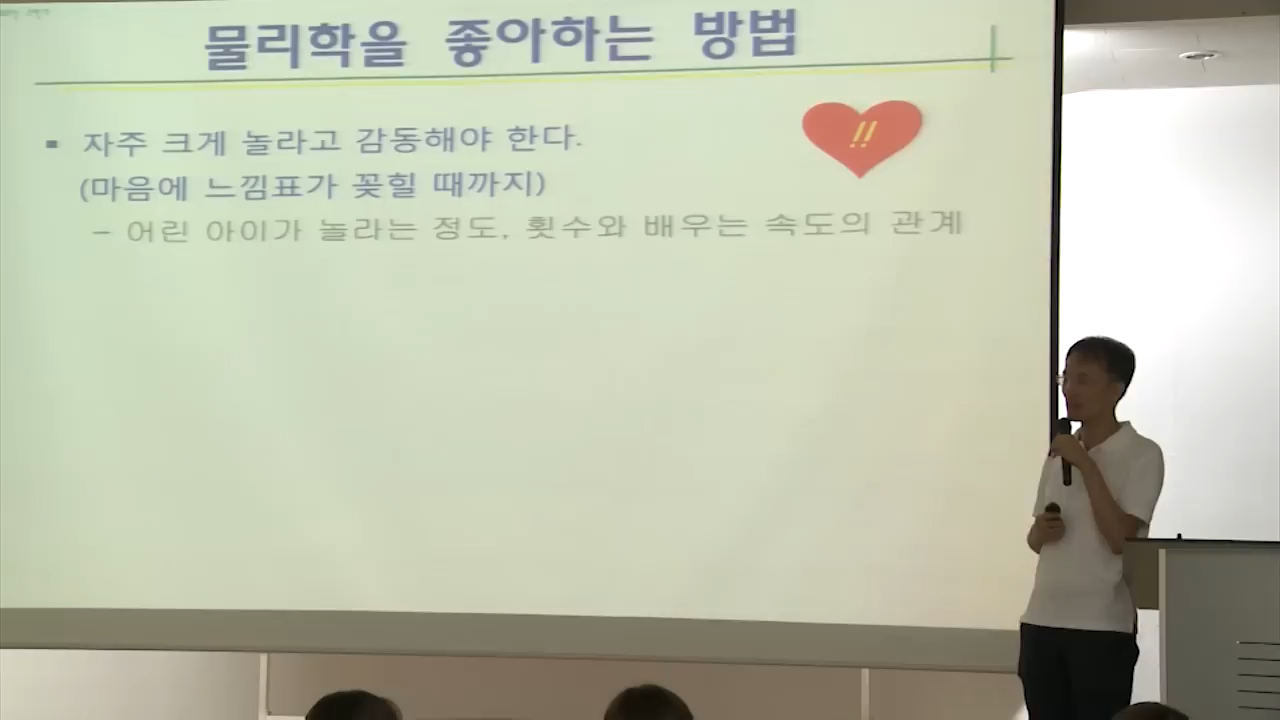 물리학을 좋아하는 방법
▪ 자주 크게 놀라고 감동해야 한다.
!!
(마음에 느낌표가 꽂힐 때까지)
– 어린 아이가 놀라는 정도, 횟수와 배우는 속도의 관계